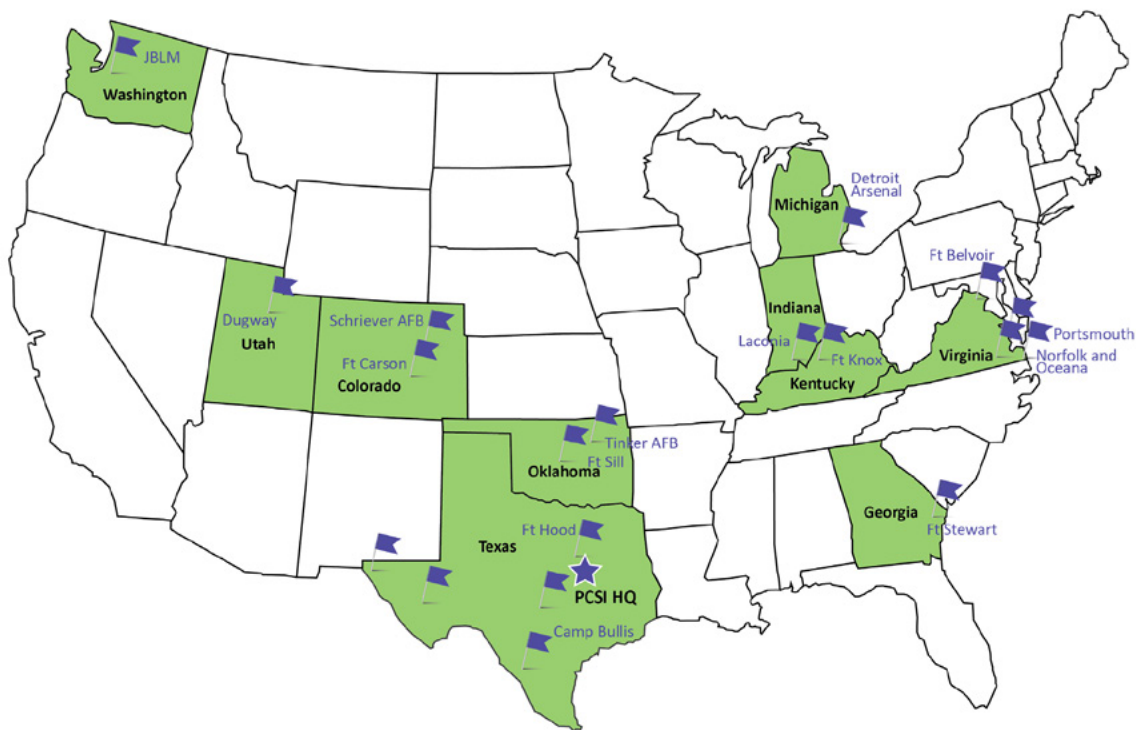 JBLM
Washington
Detroit
Arsenal
Michigan
Ft Belvoir
Dugway
Utah
Schriever AFB
Ft Carson
Colorado
Indiana
Laconia
Ft Knox
Kentucky
Virginia
Portsmouth
Norfolk and
Oceana
Tinker AFB
Ft Sill
Oklahoma
Georgia
Ft Stewart
Ft Hood
Texas
PCSI HQ
Camp Bullis